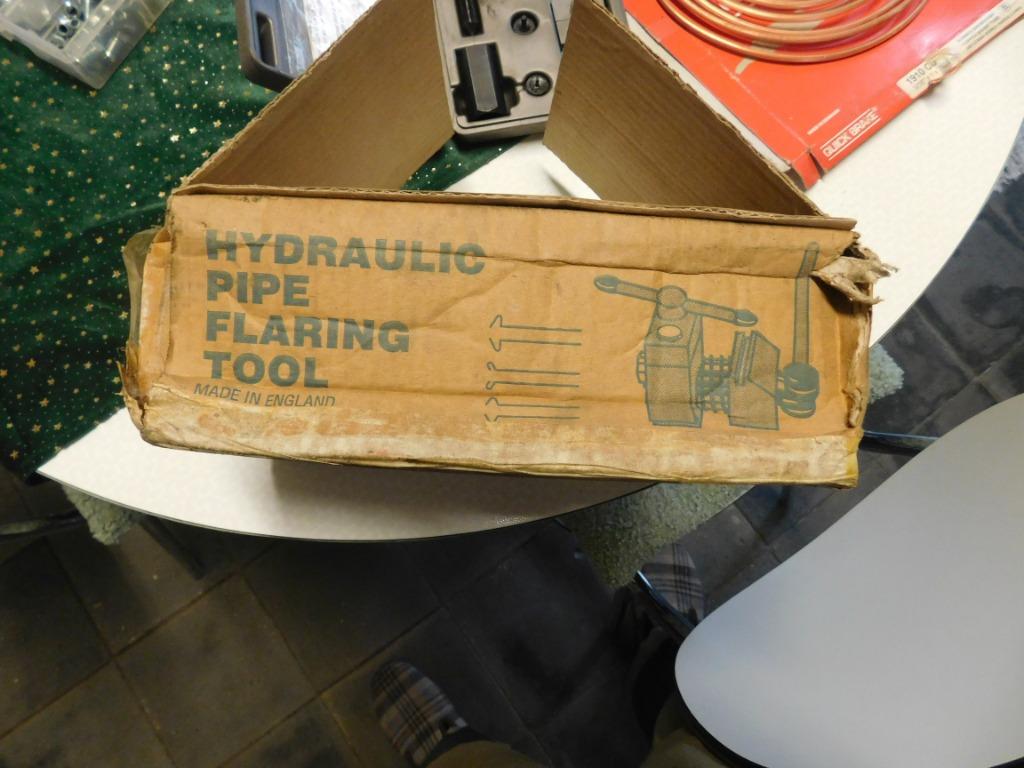 HYDRAULIC
PIPE
FLARING
TOOL
MADE IN ENGLAND
QUICK BRAKE